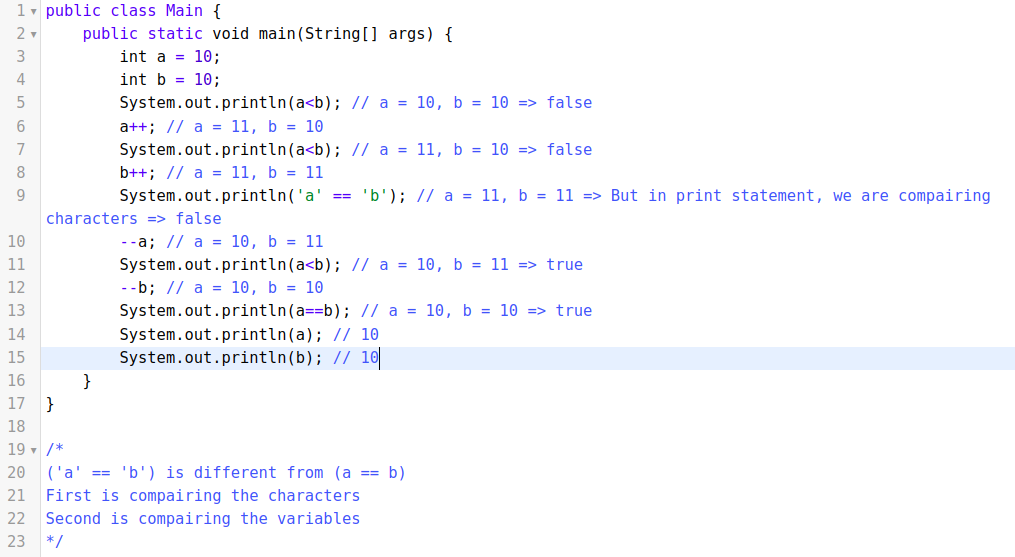 1 public class Main {
2 public static void main(String[] args) {
3 int a = 10;
4 int b = 10;
5 System.out.println(a<b); // a = 10, b = 10 => false
6 a++; // a = 11, b = 10
7 System.out.println(a<b); // a = 11, b = 10 => false
8 b++; // a = 11, b = 11
9 System.out.println('a' == 'b'); // a = 11, b = 11 => But in print statement, we are compairing
characters => false
10 --a; // a = 10, b = 11
11 System.out.println(a<b); // a = 10, b = 11 => true
12 --b; // a = 10, b = 10
13 System.out.println(a==b); // a = 10, b = 10 => true
14 System.out.println(a); // 10
15 System.out.println(b); // 10
16 }
17 }
18
19 /*
20 ('a' == 'b') is different from (a == b)
21 First is compairing the characters
22 Second is compairing the variables
23 */